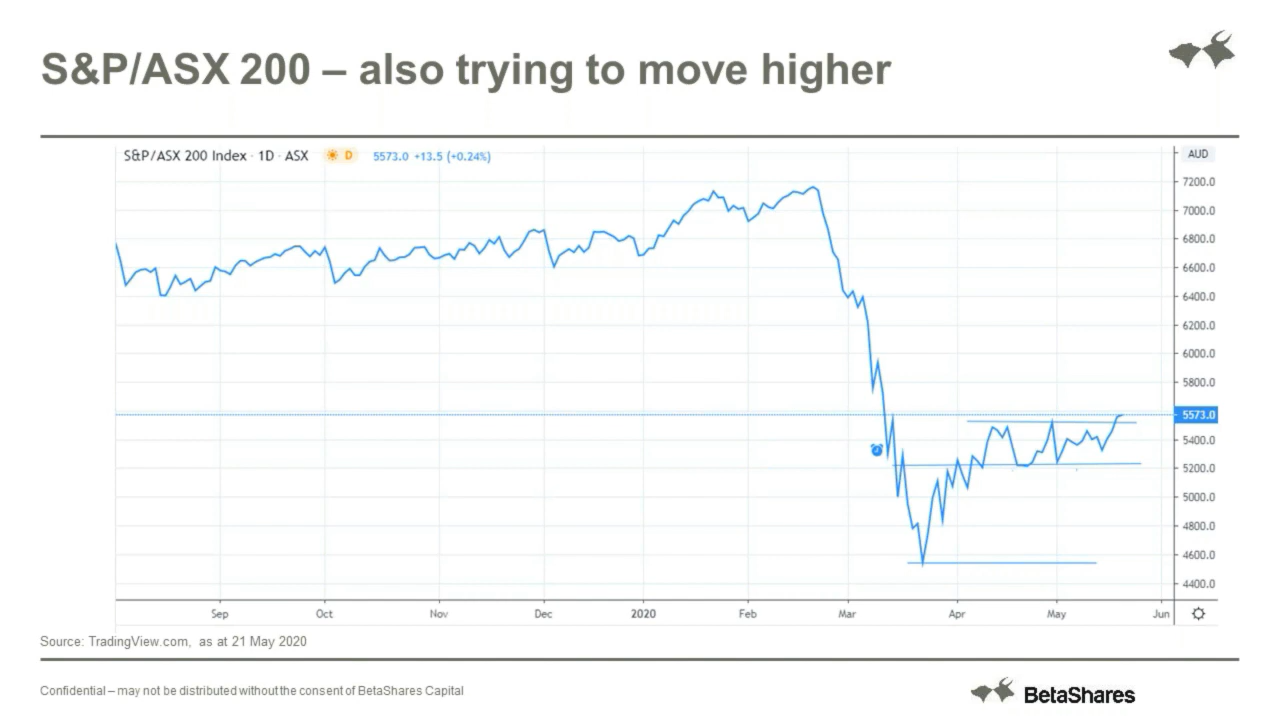 S&P/ASX 200 – also trying to move higher
S&P/ASX 200 Index · 1D · ASX D 5573.0 +13.5 (+0.24%)
AUD
7200.0
7000.0
6800.0
6600.0
6400.0
6200.0
6000.0
5800.0
5573.0
5400.0
5200.0
5000.0
4800.0
4600.0
4400.0
Sep Oct Nov Dec 2020 Feb Mar Apr May Jun
Source: TradingView.com, as at 21 May 2020
Confidential – may not be distributed without the consent of BetaShares Capital
BetaShares